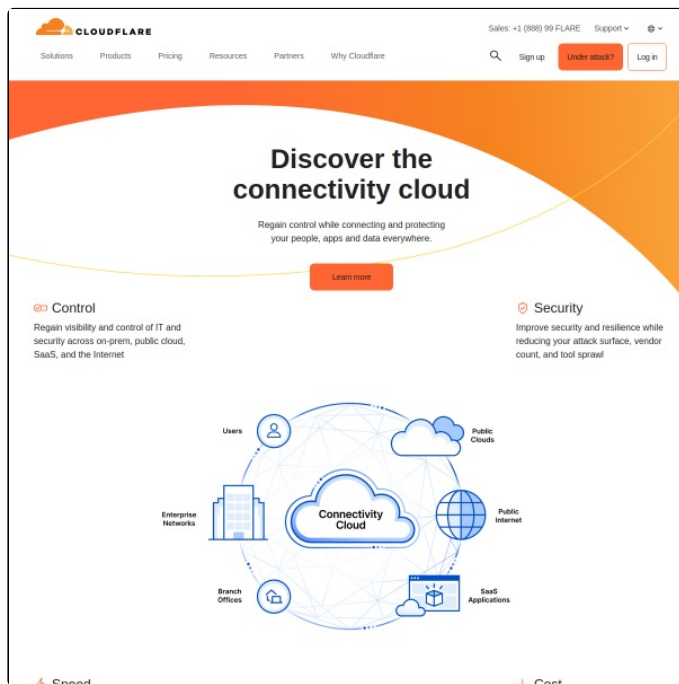 CLOUDFLARE
Sales: +1 (888) 99 FLARE Support
Solutions Products Pricing Resources Partners Why Cloudflare Sign up Under attack? Log in
Discover the
connectivity cloud
Regain control while connecting and protecting
your people, apps and data everywhere.
Learn more
Control
Regain visibility and control of IT and
security across on-prem, public cloud,
SaaS, and the Internet
Security
Improve security and resilience while
reducing your attack surface, vendor
count, and tool sprawl
Users
Public
Clouds
Enterprise
Networks
Connectivity
Cloud
Public
Internet
Branch
Offices
SaaS
Applications
Speed
Cost